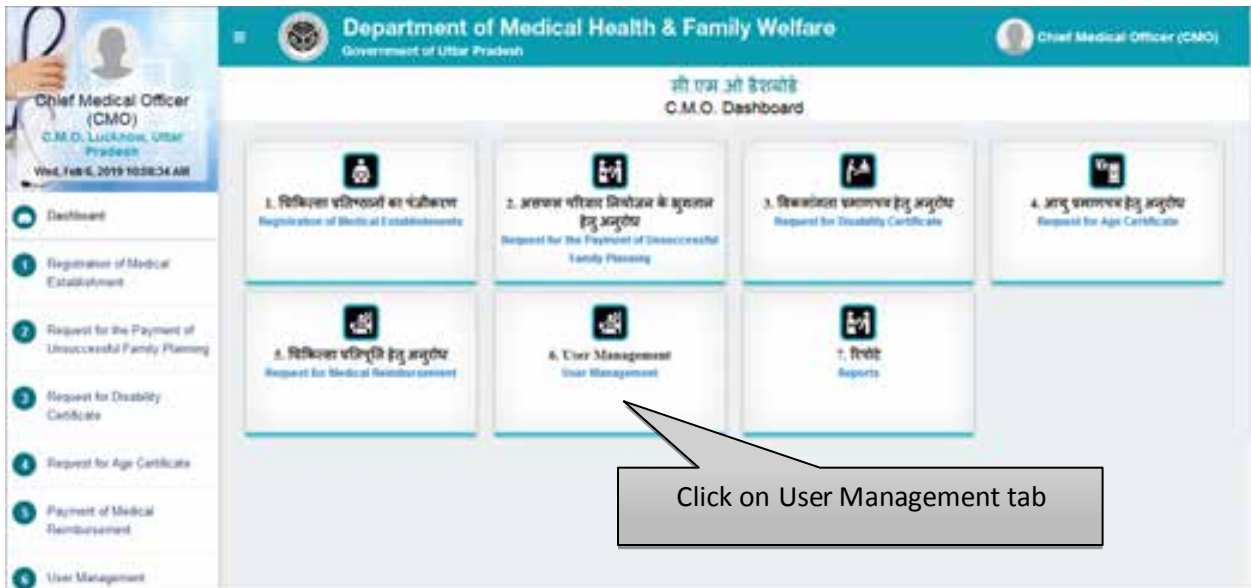 Department of Medical Health & Family Welfare
Government of Uttar Pradesh
Chief Medical Officer (CMO)
Chief Medical Officer
(CMO)
C.M.O. Lucknow, Uttar
Pradesh
Wed, Feb 6, 2019 10:08:34 AM
सी एम ओ डैशबोर्ड
C.M.O. Dashboard
Dashboard
1 Registration of Medical
Establishment
2 Request for the Payment of
Unsuccessful Family Planning
3 Request for Disability
Certificate
4 Request for Age Certificate
5 Payment of Medical
Reimbursement
6 User Management
1. चिकित्सा प्रतिष्ठानों का पंजीकरण
Registration of Medical Establishments
2. असफल परिवार नियोजन के भुगतान
हेतु अनुरोध
Request for the Payment of Unsuccessful
Family Planning
3. विकलांगता प्रमाणपत्र हेतु अनुरोध
Request for Disability Certificate
4. आयु प्रमाणपत्र हेतु अनुरोध
Request for Age Certificate
5. चिकित्सा प्रतिपूर्ति हेतु अनुरोध
Request for Medical Reimbursement
6. User Management
User Management
7. रिपोर्ट
Reports
Click on User Management tab